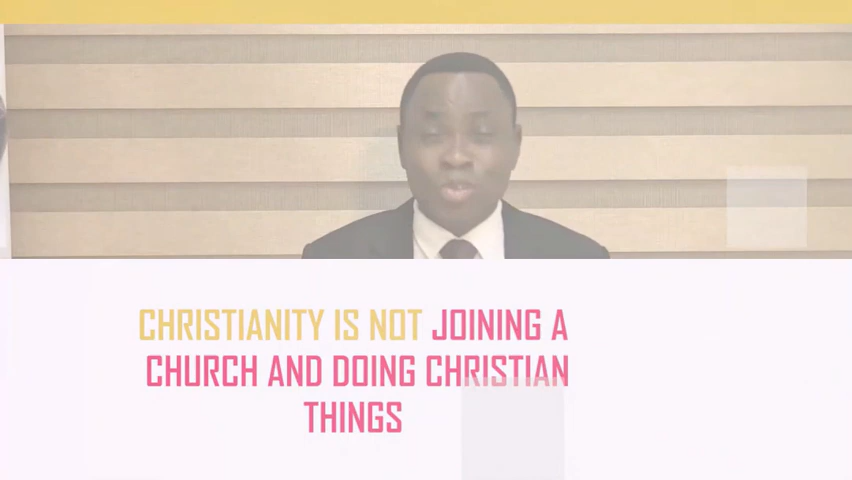 CHRISTIANITY IS NOT JOINING A
CHURCH AND DOING CHRISTIAN
THINGS